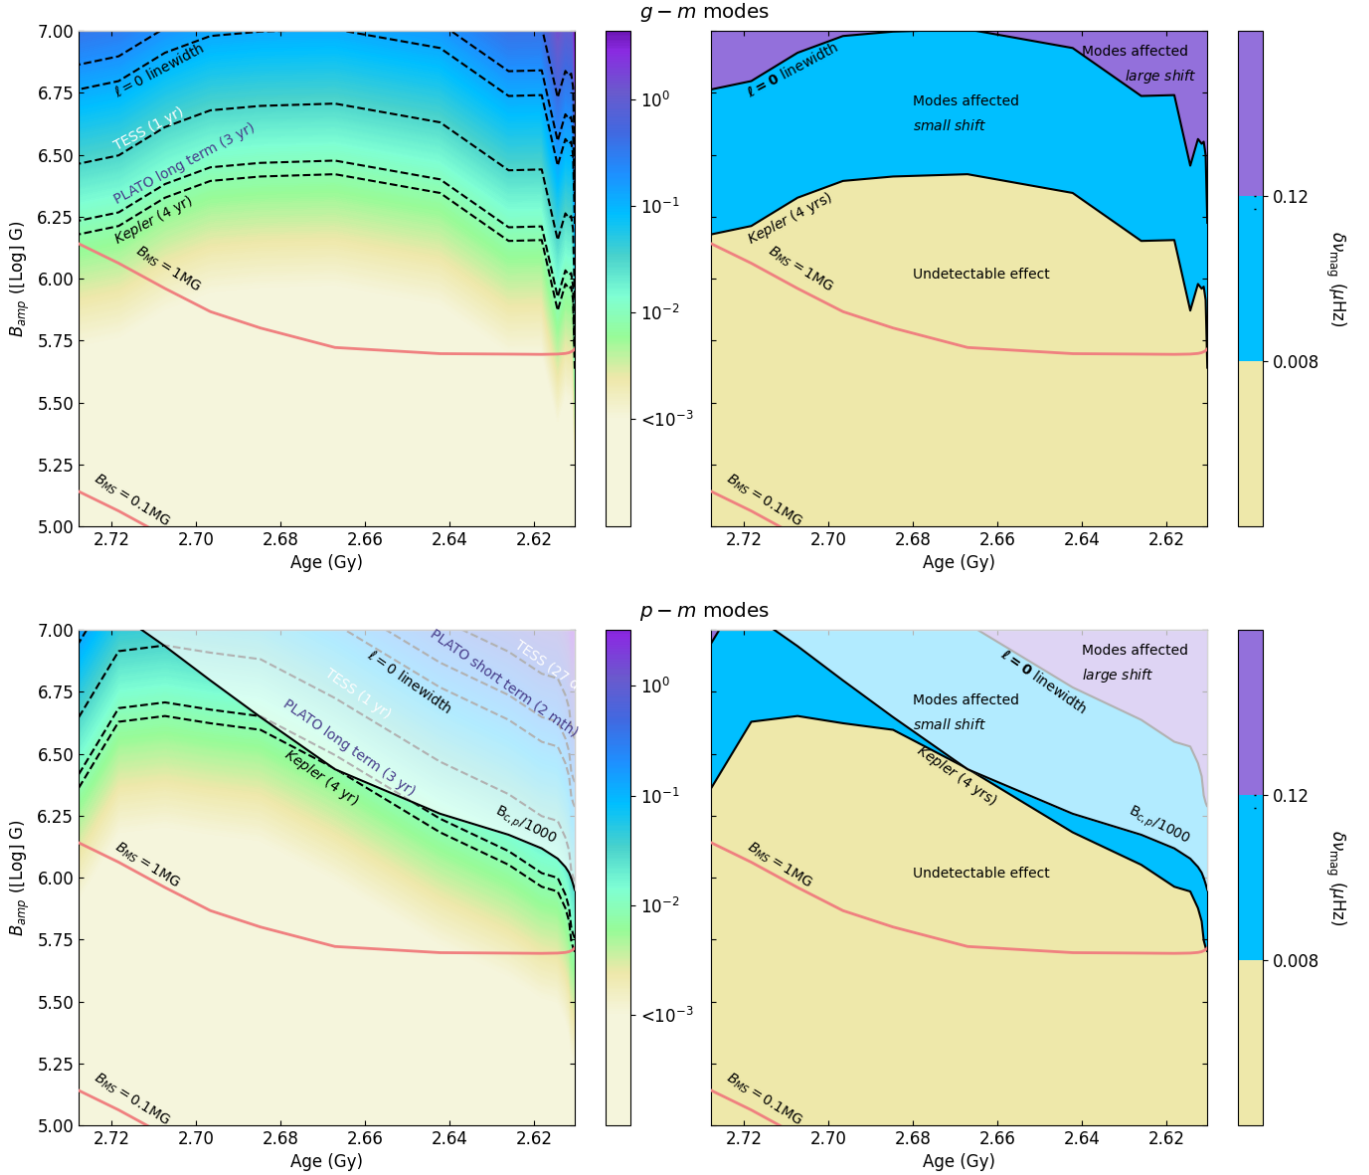 g − m modes
7.00
6.75
6.50
6.25
6.00
5.75
5.50
5.25
5.00
B_amp ([Log] G)
ℓ = 0 linewidth
TESS (1 yr)
PLATO long term (3 yr)
Kepler (4 yr)
B_MS = 1MG
B_MS = 0.1MG
2.72 2.70 2.68 2.66 2.64 2.62
Age (Gy)
10⁰
10⁻¹
10⁻²
<10⁻³
ℓ = 0 linewidth
Modes affected
large shift
Modes affected
small shift
Kepler (4 yrs)
Undetectable effect
B_MS = 1MG
B_MS = 0.1MG
2.72 2.70 2.68 2.66 2.64 2.62
Age (Gy)
0.12
0.008
δν_mag (μHz)
p − m modes
7.00
6.75
6.50
6.25
6.00
5.75
5.50
5.25
5.00
B_amp ([Log] G)
TESS (27 d
PLATO short term (2 mth)
ℓ = 0 linewidth
TESS (1 yr)
PLATO long term (3 yr)
Kepler (4 yr)
B_c,p/1000
B_MS = 1MG
B_MS = 0.1MG
2.72 2.70 2.68 2.66 2.64 2.62
Age (Gy)
10⁰
10⁻¹
10⁻²
<10⁻³
Modes affected
large shift
ℓ = 0 linewidth
Modes affected
small shift
Kepler (4 yrs)
B_c,p/1000
Undetectable effect
B_MS = 1MG
B_MS = 0.1MG
2.72 2.70 2.68 2.66 2.64 2.62
Age (Gy)
0.12
0.008
δν_mag (μHz)